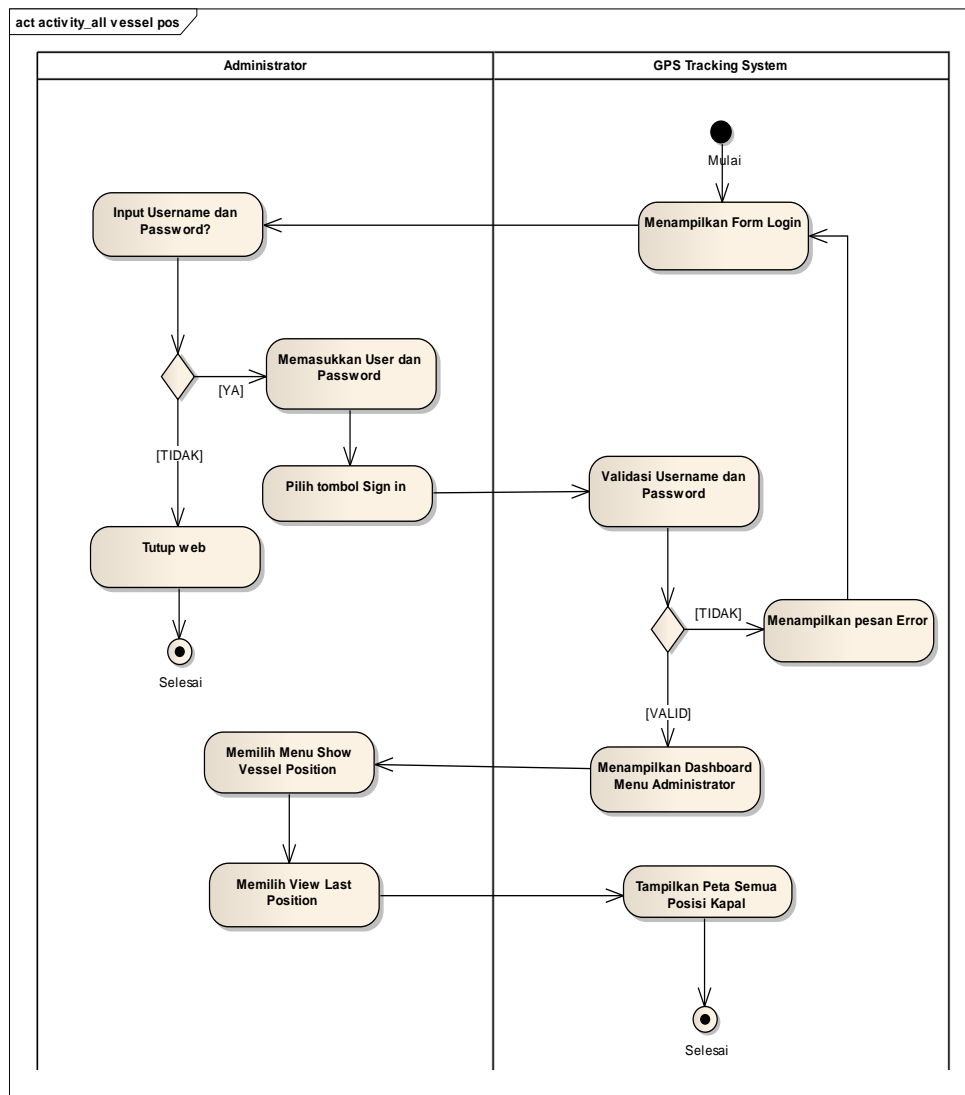 act activity_all vessel pos
Administrator
GPS Tracking System
Mulai
Input Username dan
Password?
Menampilkan Form Login
Memasukkan User dan
Password
[YA]
[TIDAK]
Pilih tombol Sign in
Validasi Username dan
Password
Tutup web
[TIDAK]
Menampilkan pesan Error
Selesai
[VALID]
Memilih Menu Show
Vessel Position
Menampilkan Dashboard
Menu Administrator
Memilih View Last
Position
Tampilkan Peta Semua
Posisi Kapal
Selesai